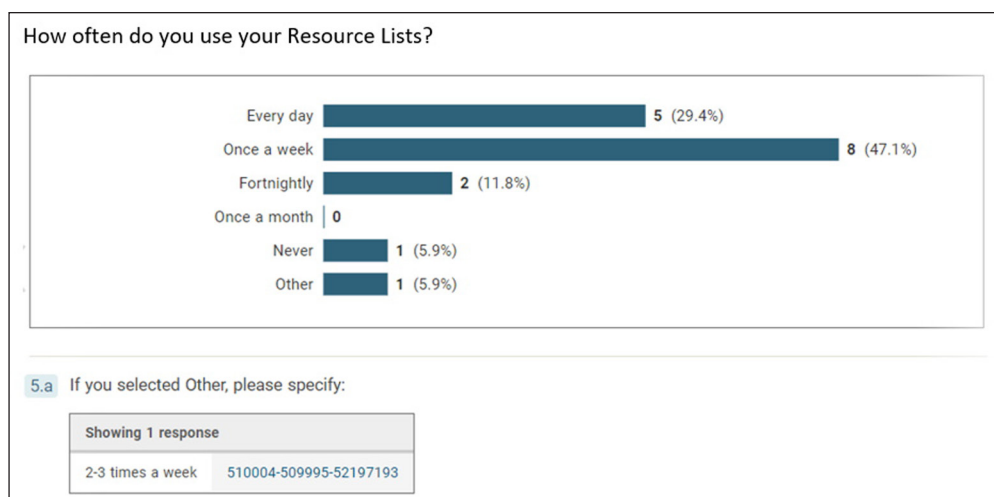 How often do you use your Resource Lists?
Every day 5 (29.4%)
Once a week 8 (47.1%)
Fortnightly 2 (11.8%)
Once a month 0
Never 1 (5.9%)
Other 1 (5.9%)
5.a If you selected Other, please specify:
Showing 1 response
2-3 times a week 510004-509995-52197193